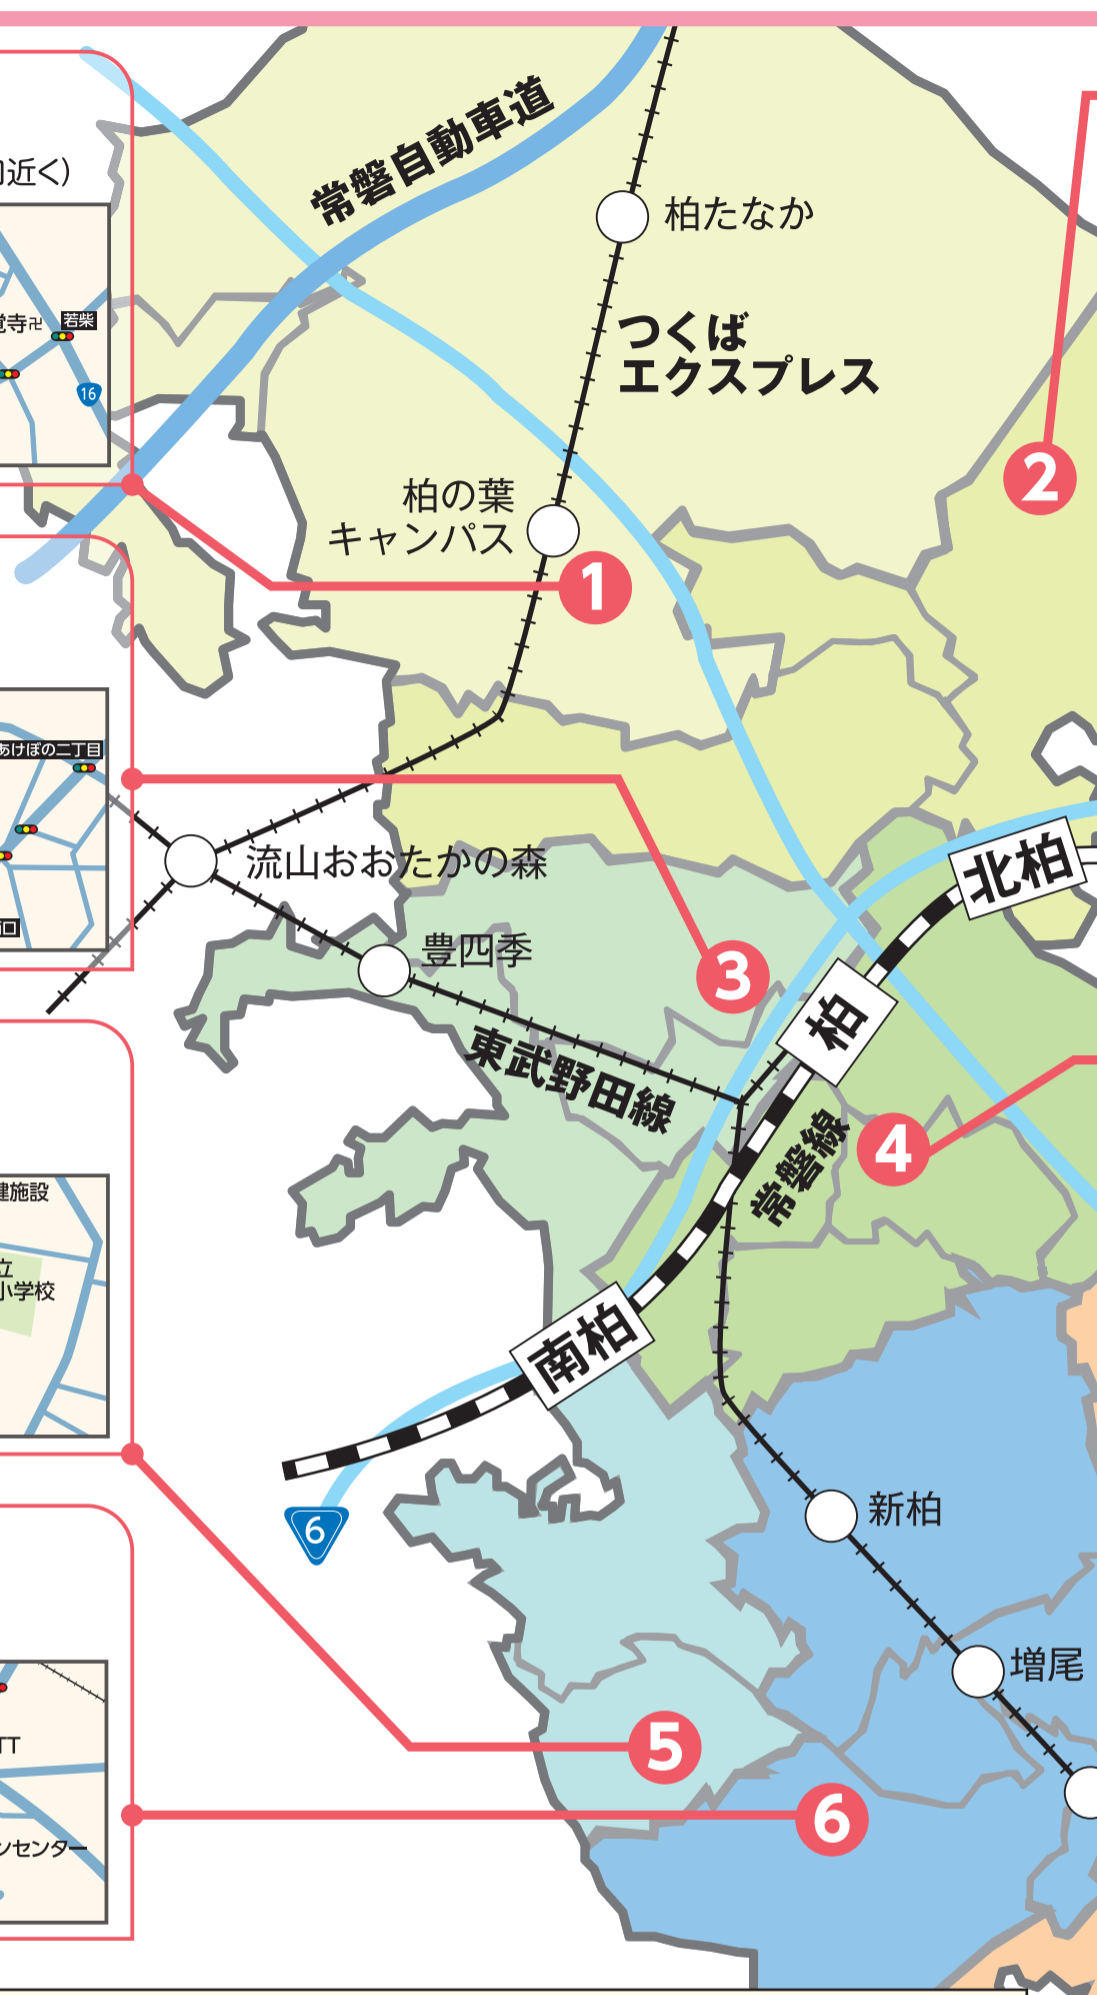 近く）
常磐自動車道
柏たなか
つくば
エクスプレス
2
寺卍
若柴
16
柏の葉
キャンパス
1
あけぼの二丁目
流山おおたかの森
北柏
豊四季
3
柏
東武野田線
常磐線
4
施設
立
小学校
南柏
6
新柏
増尾
5
TT
ンセンター
6